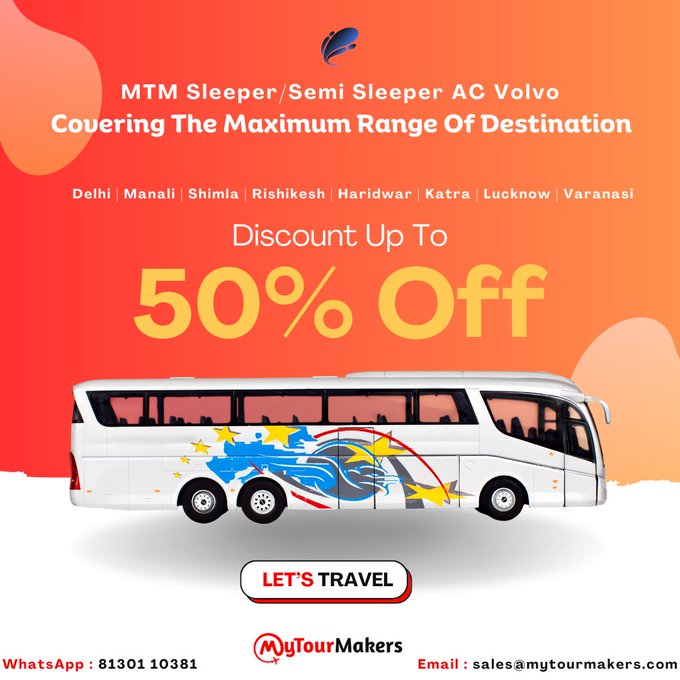 MTM Sleeper/Semi Sleeper AC Volvo
Covering The Maximum Range Of Destination
Delhi | Manali | Shimla | Rishikesh | Haridwar | Katra | Lucknow | Varanasi
Discount Up To
50% Off
LET'S TRAVEL
MyTourMakers
WhatsApp : 81301 10381
Email : sales@mytourmakers.com